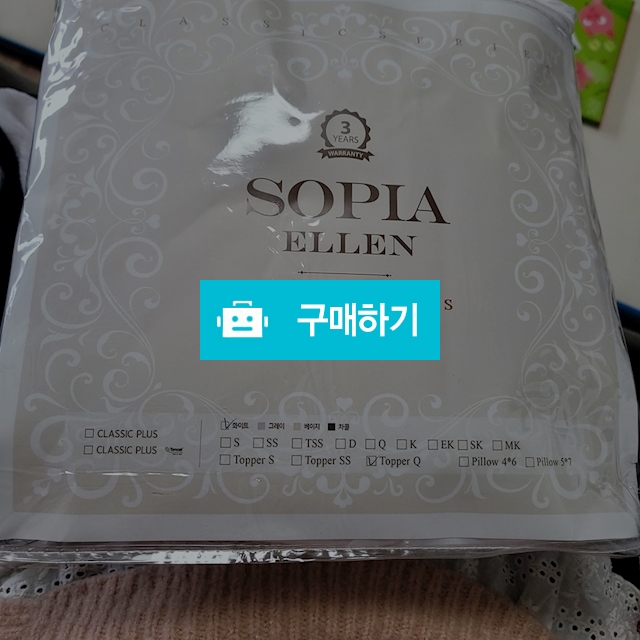 CLASSIC SERIES
3
YEARS
WARRANTY
SOPIA
ELLEN
S
구매하기
화이트 그레이 베이지 차콜
CLASSIC PLUS
S SS TSS D Q K EK SK MK
CLASSIC PLUS
Topper S Topper SS Topper Q Pillow 4*6 Pillow 5*7